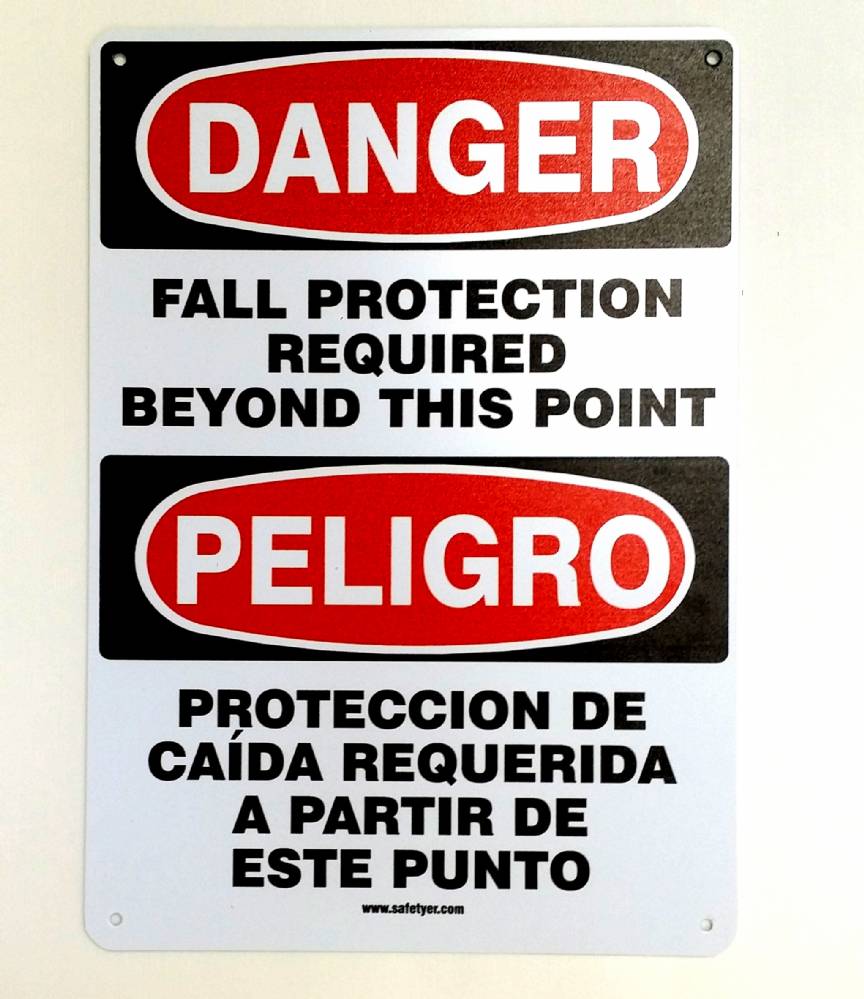 DANGER
FALL PROTECTION
REQUIRED
BEYOND THIS POINT
PELIGRO
PROTECCION DE
CAÍDA REQUERIDA
A PARTIR DE
ESTE PUNTO
www.safetyer.com